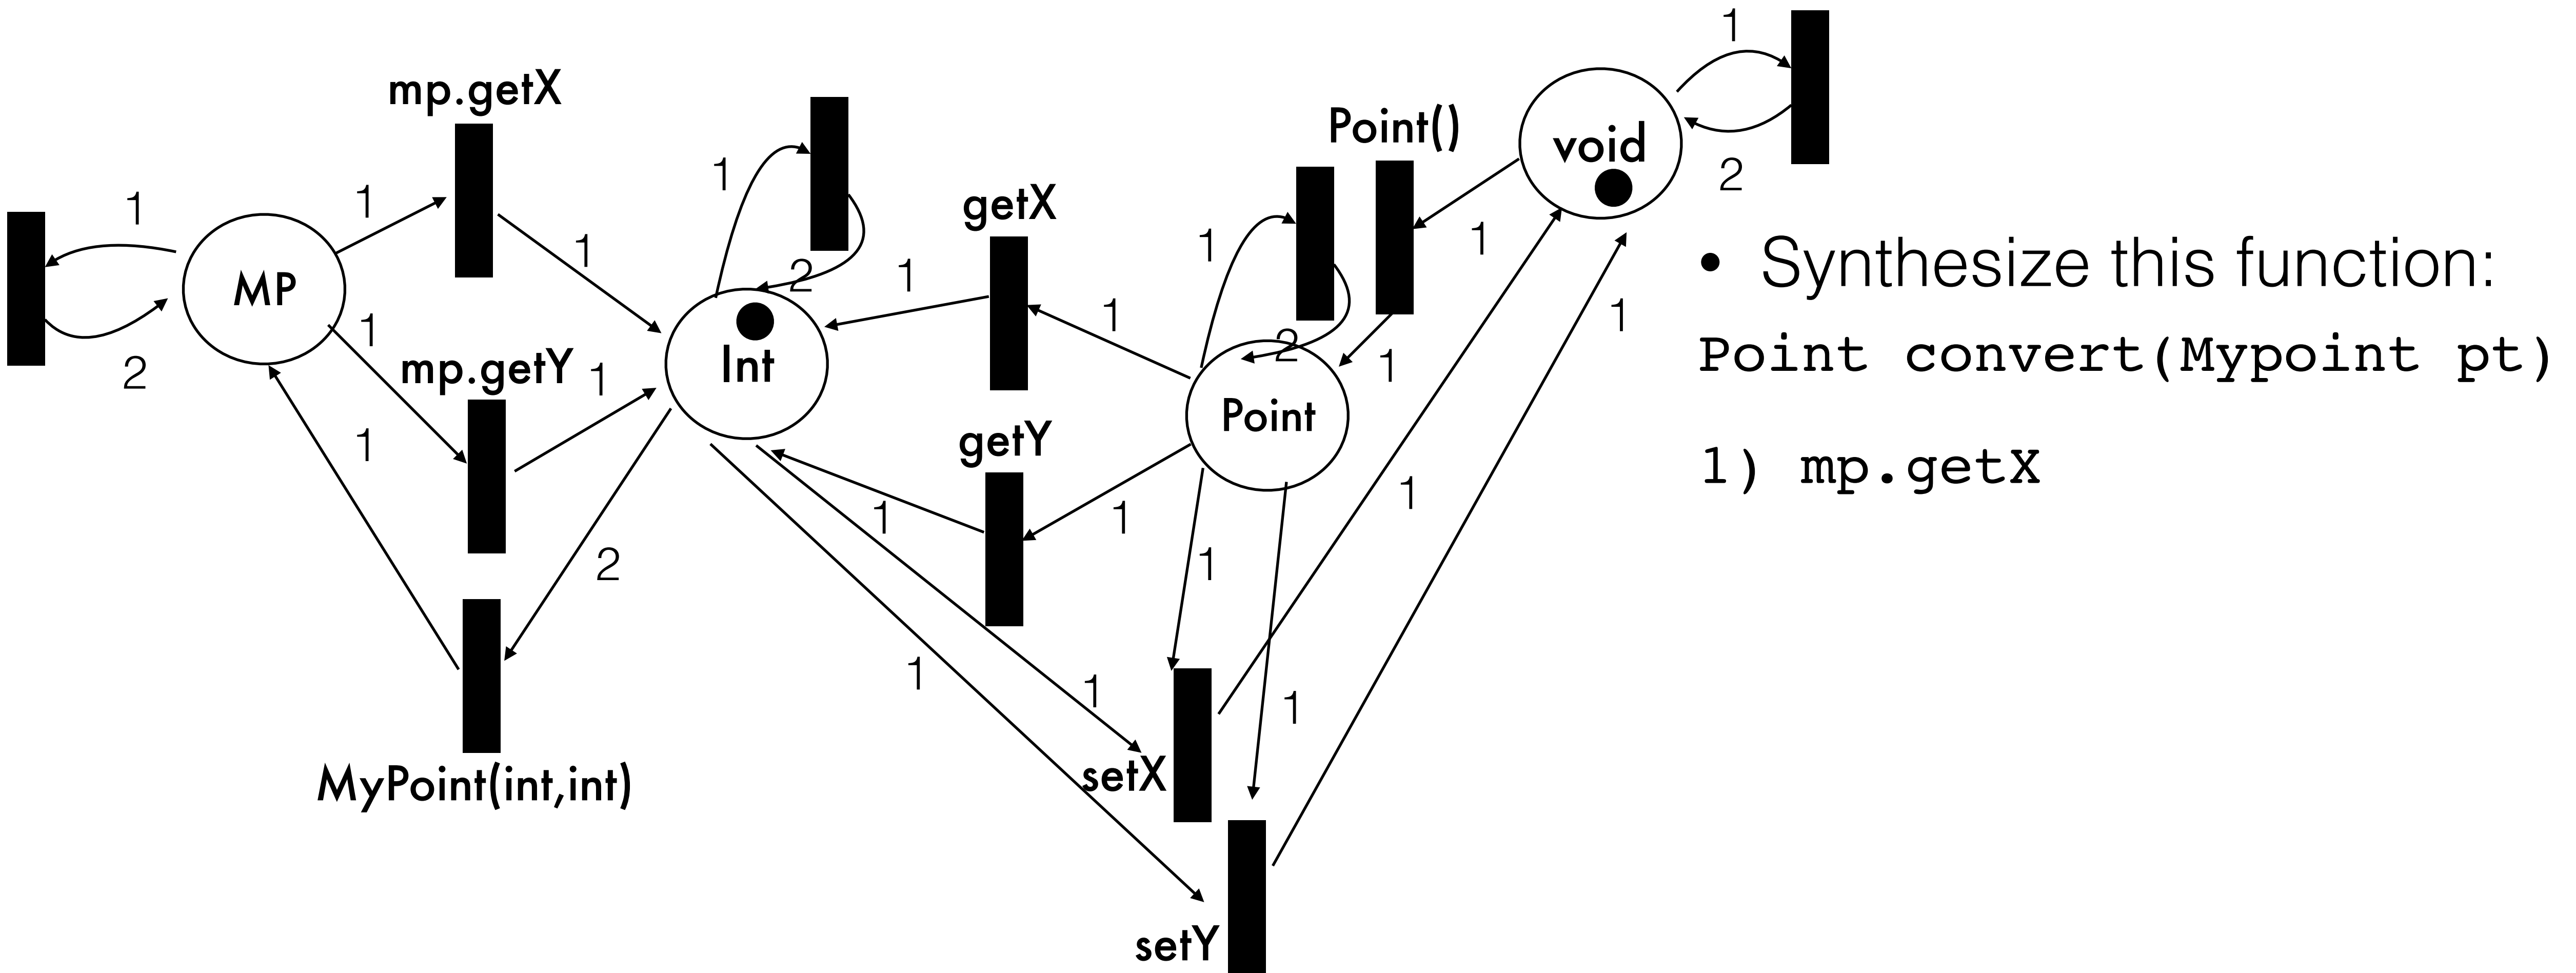 mp.getX
1
1
2
MP
1
1
1
mp.getY
1
1
2
MyPoint(int,int)
1
2
Int
getX
1
1
getY
1
1
1
2
Point
Point()
1
1
void
1
2
1
1
setX
1
1
setY
1
1
• Synthesize this function:
Point convert(Mypoint pt)
1) mp.getX